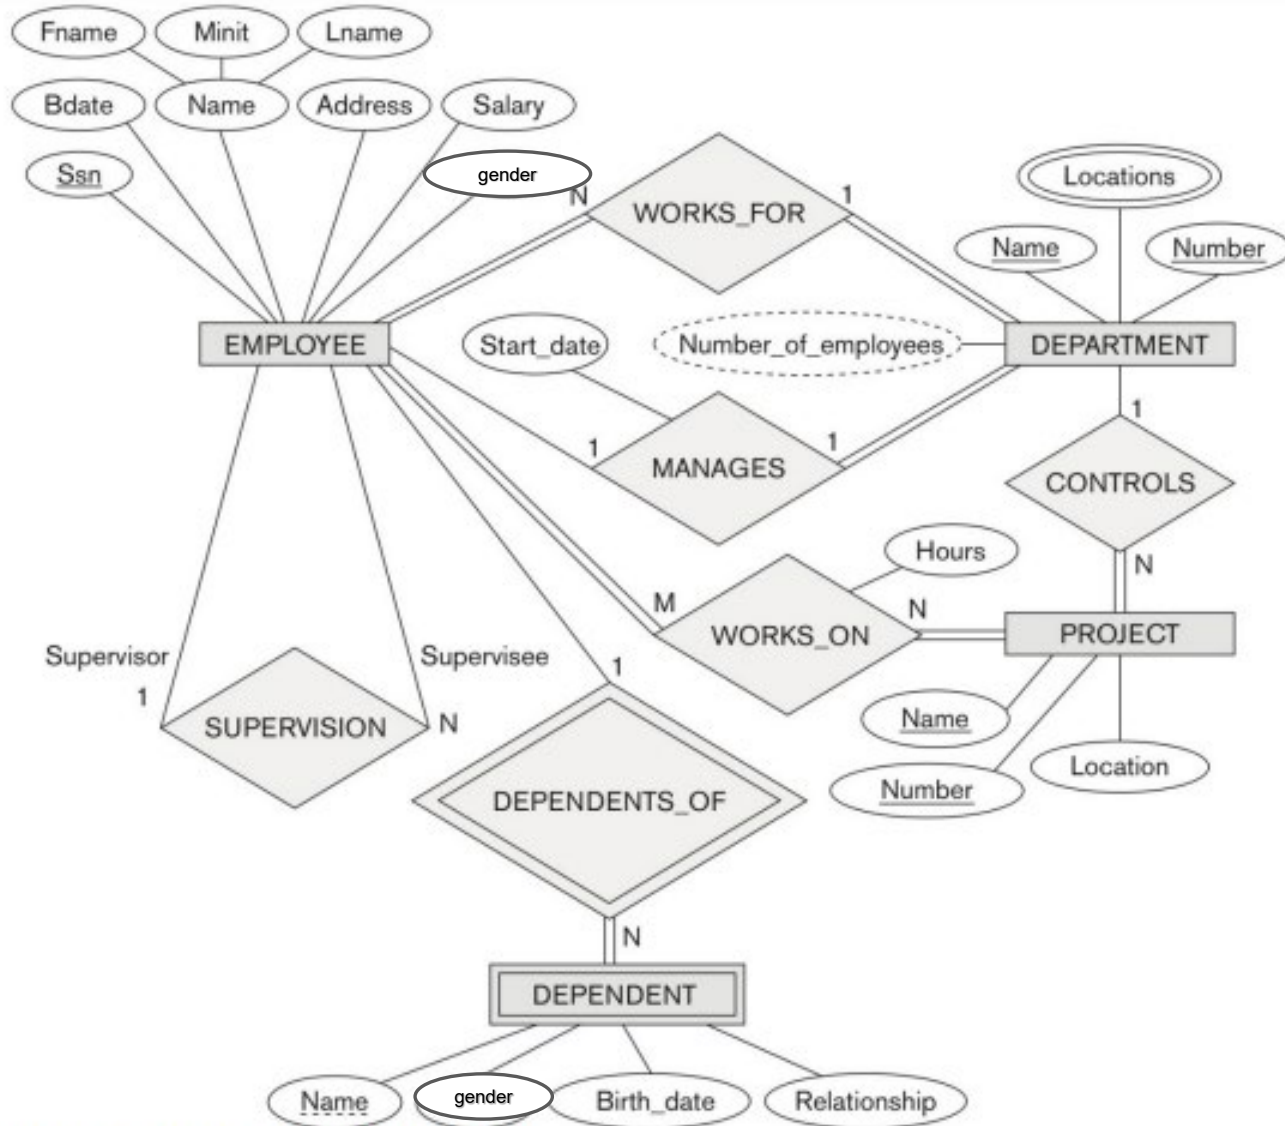 Fname Minit Lname
Bdate Name Address Salary
Ssn gender
N WORKS_FOR 1
Locations
Name Number
EMPLOYEE Start_date Number_of_employees DEPARTMENT
1 MANAGES 1
1
CONTROLS
N
Hours
M WORKS_ON N
PROJECT
Supervisor Supervisee
1 SUPERVISION N
1
Name
Number
Location
DEPENDENTS_OF
N
DEPENDENT
Name gender Birth_date Relationship